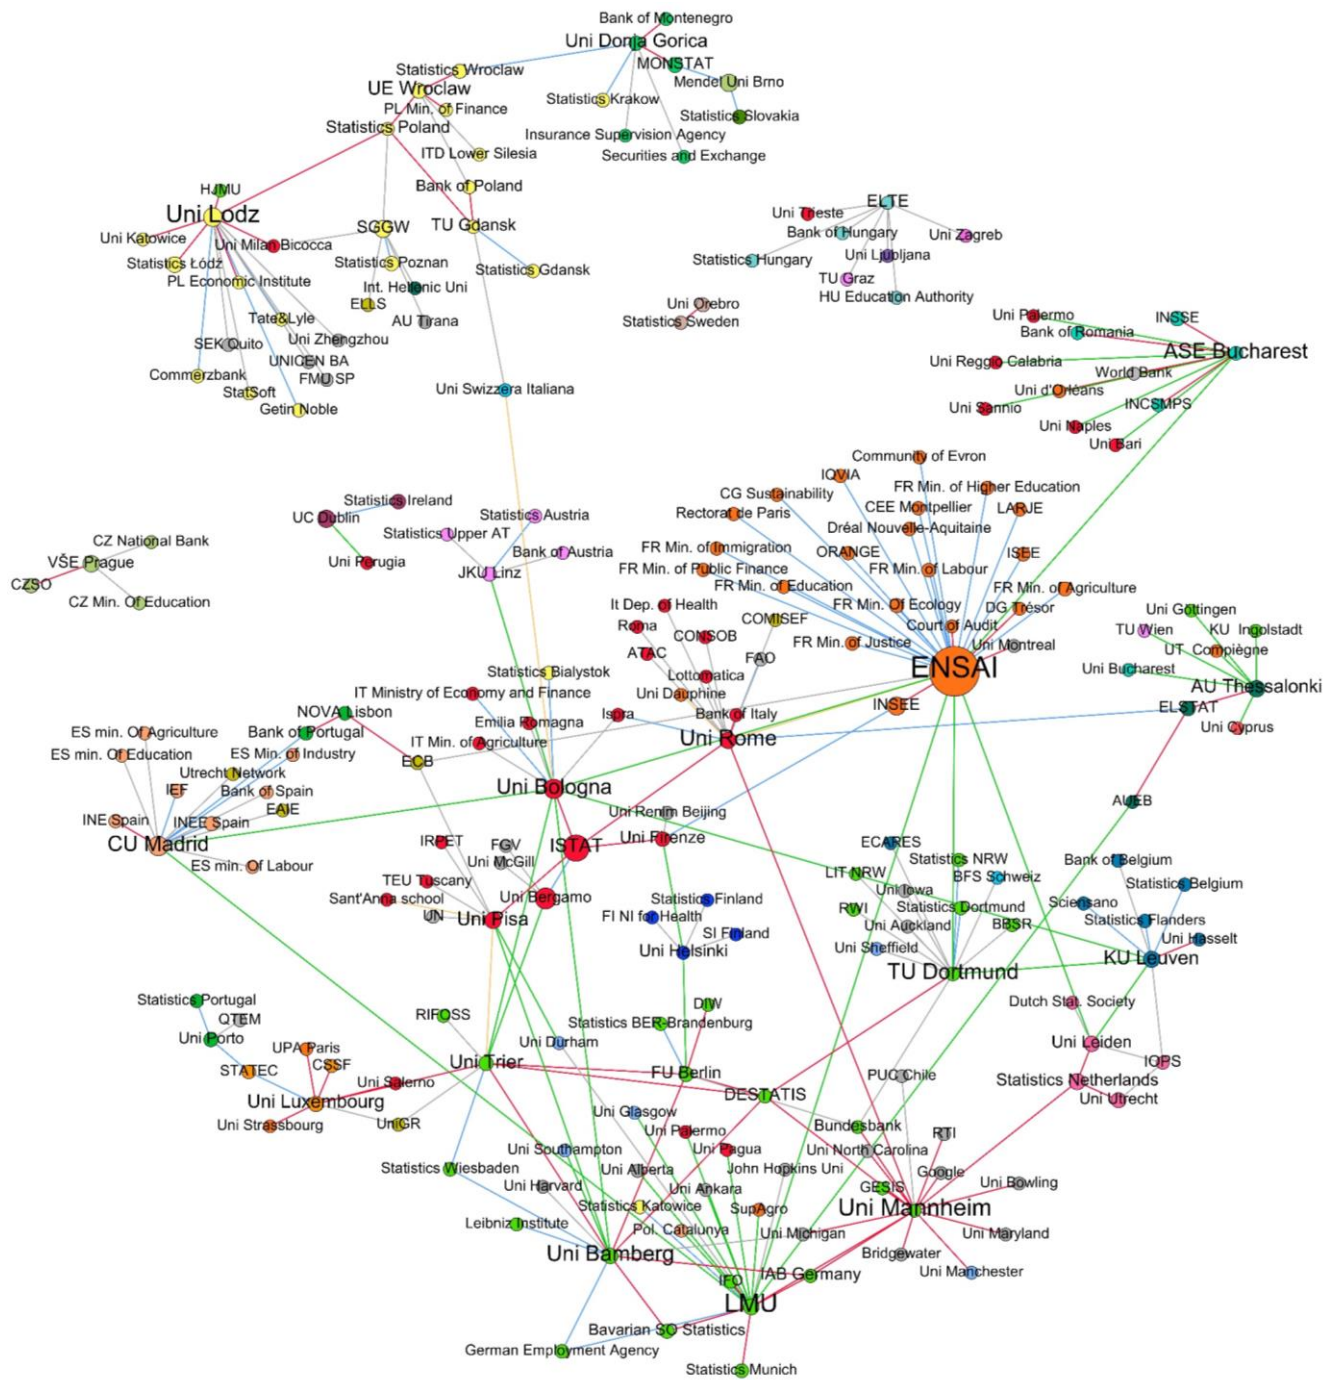 Bank of Montenegro
Uni Donja Gorica
MONSTAT
Statistics Wroclaw
Mendel Uni Brno
UE Wroclaw
Statistics Krakow
PL Min. of Finance
Statistics Slovakia
Statistics Poland
Insurance Supervision Agency
ITD Lower Silesia
Securities and Exchange
Bank of Poland
HJMU
ELTE
Uni Lodz
Uni Trieste
SGGW
TU Gdansk
Bank of Hungary
Uni Zagreb
Uni Katowice
Uni Milan Bicocca
Uni Ljubljana
Statistics Hungary
Statistics Łódź
Statistics Poznan
Statistics Gdansk
TU Graz
PL Economic Institute
Int. Hellenic Uni
HU Education Authority
ELLS
Uni Orebro
Tate&Lyle
AU Tirana
Statistics Sweden
Uni Palermo
INSSE
Bank of Romania
SEK Quito
Uni Zhengzhou
ASE Bucharest
UNICEN BA
Uni Reggio Calabria
World Bank
Commerzbank
FMU SP
Uni Swizzera Italiana
Uni d'Orléans
StatSoft
Uni Sannio
INCSMPS
Getin Noble
Uni Naples
Uni Bari
Community of Evron
IQVIA
FR Min. of Higher Education
CG Sustainability
Statistics Ireland
CEE Montpellier
LARJE
Rectorat de Paris
UC Dublin
Statistics Austria
Dréal Nouvelle-Aquitaine
Statistics Upper AT
CZ National Bank
FR Min. of Immigration
ORANGE
ISEE
Bank of Austria
VŠE Prague
Uni Perugia
FR Min. of Public Finance
FR Min. of Labour
JKU Linz
FR Min. of Education
FR Min. of Agriculture
CZSO
CZ Min. Of Education
It Dep. of Health
FR Min. Of Ecology
DG Trésor
Uni Göttingen
COMISEF
Roma
Court of Audit
TU Wien
KU Ingolstadt
CONSOB
FR Min. of Justice
Uni Montreal
ATAC
FAO
UT Compiègne
ENSAI
Uni Bucharest
Statistics Bialystok
Lottomatica
AU Thessalonki
IT Ministry of Economy and Finance
Uni Dauphine
INSEE
ELSTAT
NOVA Lisbon
Emilia Romagna
Ispra
Bank of Italy
Uni Cyprus
ES min. of Agriculture
Bank of Portugal
Uni Rome
IT Min. of Agriculture
ES min. Of Education
ES Min. of Industry
ECB
Utrecht Network
Uni Bologna
IEF
Bank of Spain
AUEB
EAIE
Uni Renim Beijing
INE Spain
INEE Spain
Uni Firenze
CU Madrid
IRPET
FGV
ISTAT
ECARES
Statistics NRW
Bank of Belgium
Uni McGill
ES min. Of Labour
LIT NRW
BFS Schweiz
TEU Tuscany
Uni Iowa
Statistics Belgium
Sant'Anna school
Uni Bergamo
Statistics Finland
RWI
Statistics Dortmund
Sciensano
UN
Uni Pisa
FI NI for Health
Uni Auckland
BBSR
Statistics Flanders
SI Finland
Uni Sheffield
Uni Hasselt
Uni Helsinki
KU Leuven
TU Dortmund
Statistics Portugal
Dutch Stat. Society
DIW
QTEM
RIFOSS
Statistics BER-Brandenburg
Uni Porto
Uni Durham
Uni Leiden
UPA Paris
Uni Trier
IOPS
CSSF
STATEC
FU Berlin
PUC Chile
Statistics Netherlands
Uni Salerno
DESTATIS
Uni Utrecht
Uni Luxembourg
Uni Glasgow
Uni Strassbourg
UniGR
Bundesbank
Uni Palermo
RTI
Uni Southampton
Uni Pagua
Uni North Carolina
Statistics Wiesbaden
Uni Alberta
John Hopkins Uni
Google
Uni Harvard
Uni Ankara
GESIS
Uni Bowling
Statistics Katowice
SupAgro
Uni Mannheim
Leibniz Institute
Pol. Catalunya
Uni Michigan
Uni Maryland
Uni Bamberg
Bridgewater
IFO
IAB Germany
Uni Manchester
LMU
Bavarian SO Statistics
German Employment Agency
Statistics Munich